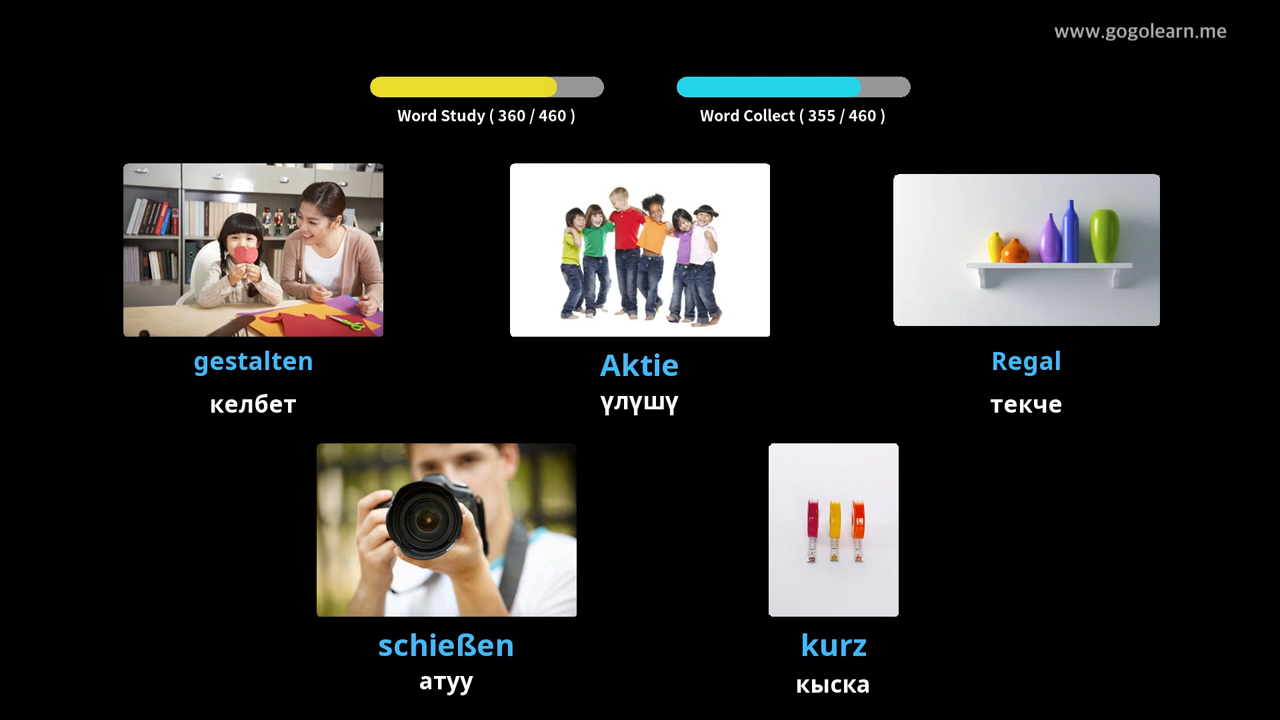 www.gogolearn.me
Word Study ( 360 / 460 )
Word Collect ( 355 / 460 )
gestalten
келбет
Aktie
үлүшү
Regal
текче
schießen
атуу
kurz
кыска